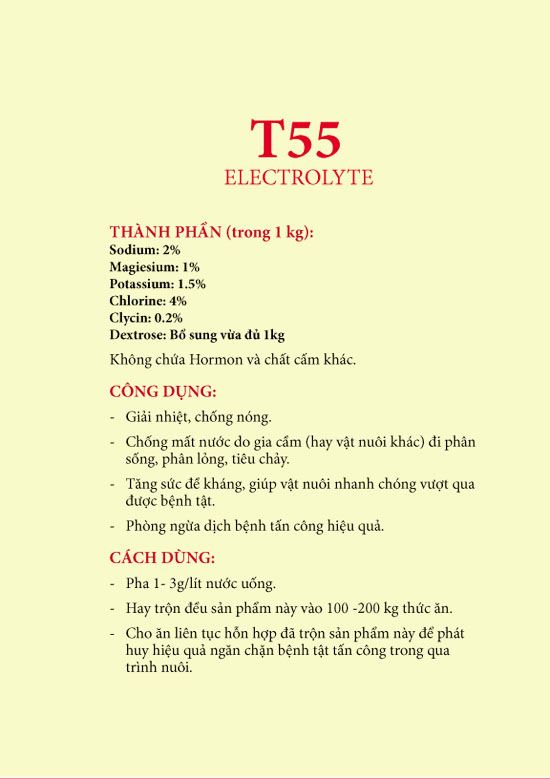 T55
ELECTROLYTE
THÀNH PHẦN (trong 1 kg):
Sodium: 2%
Magiesium: 1%
Potassium: 1.5%
Chlorine: 4%
Clycin: 0.2%
Dextrose: Bổ sung vừa đủ 1kg
Không chứa Hormon và chất cấm khác.
CÔNG DỤNG:
- Giải nhiệt, chống nóng.
- Chống mất nước do gia cầm (hay vật nuôi khác) đi phân
sống, phân lỏng, tiêu chảy.
- Tăng sức đề kháng, giúp vật nuôi nhanh chóng vượt qua
được bệnh tật.
- Phòng ngừa dịch bệnh tấn công hiệu quả.
CÁCH DÙNG:
- Pha 1- 3g/lít nước uống.
- Hay trộn đều sản phẩm này vào 100 -200 kg thức ăn.
- Cho ăn liên tục hỗn hợp đã trộn sản phẩm này để phát
huy hiệu quả ngăn chặn bệnh tật tấn công trong qua
trình nuôi.